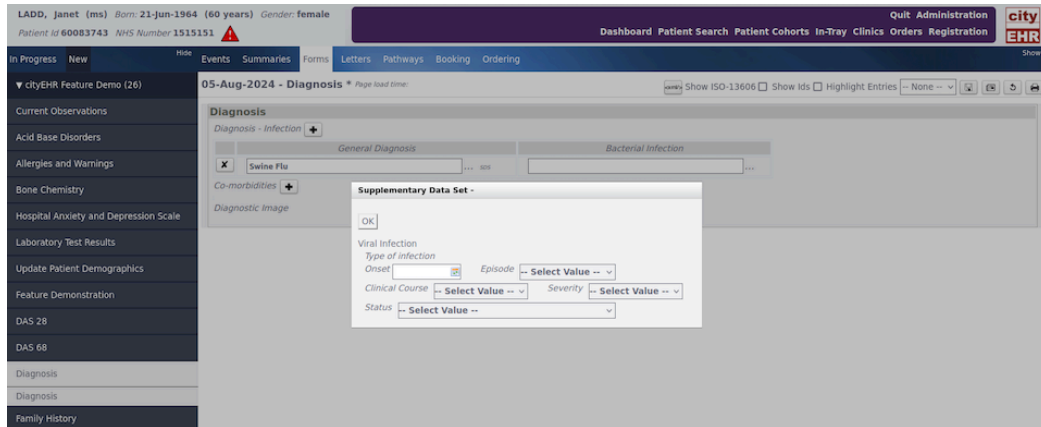 LADD, Janet (ms) Born: 21-Jun-1964 (60 years) Gender: female
Patient Id 60083743 NHS Number 1515151
Quit Administration
Dashboard Patient Search Patient Cohorts In-Tray Clinics Orders Registration
city
EHR
In Progress New Hide
Events Summaries Forms Letters Pathways Booking Ordering
Show
▼ cityEHR Feature Demo (26)
Current Observations
Acid Base Disorders
Allergies and Warnings
Bone Chemistry
Hospital Anxiety and Depression Scale
Laboratory Test Results
Update Patient Demographics
Feature Demonstration
DAS 28
DAS 68
Diagnosis
Diagnosis
Family History
05-Aug-2024 - Diagnosis * Page load time:
Show ISO-13606 Show Ids Highlight Entries -- None --
Diagnosis
Diagnosis - Infection
General Diagnosis Bacterial Infection
Swine Flu ... ...
Co-morbidities
Diagnostic Image
Supplementary Data Set -
OK
Viral Infection
Type of infection
Onset Episode -- Select Value --
Clinical Course -- Select Value -- Severity -- Select Value --
Status -- Select Value --